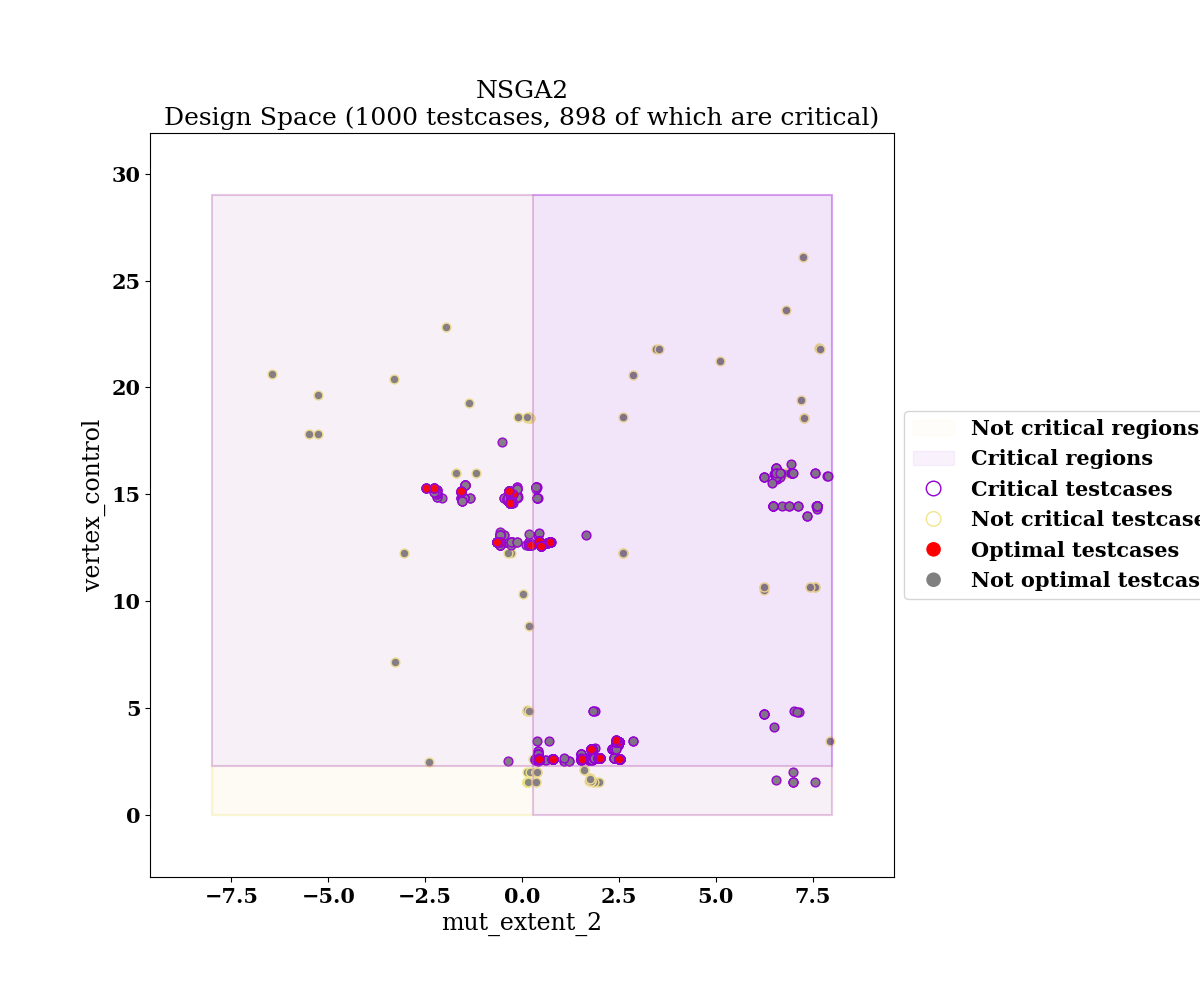 NSGA2
Design Space (1000 testcases, 898 of which are critical)
30
25
20
15
10
5
0
vertex_control
−7.5 −5.0 −2.5 0.0 2.5 5.0 7.5
mut_extent_2
Not critical regions
Critical regions
Critical testcases
Not critical testcase
Optimal testcases
Not optimal testcas